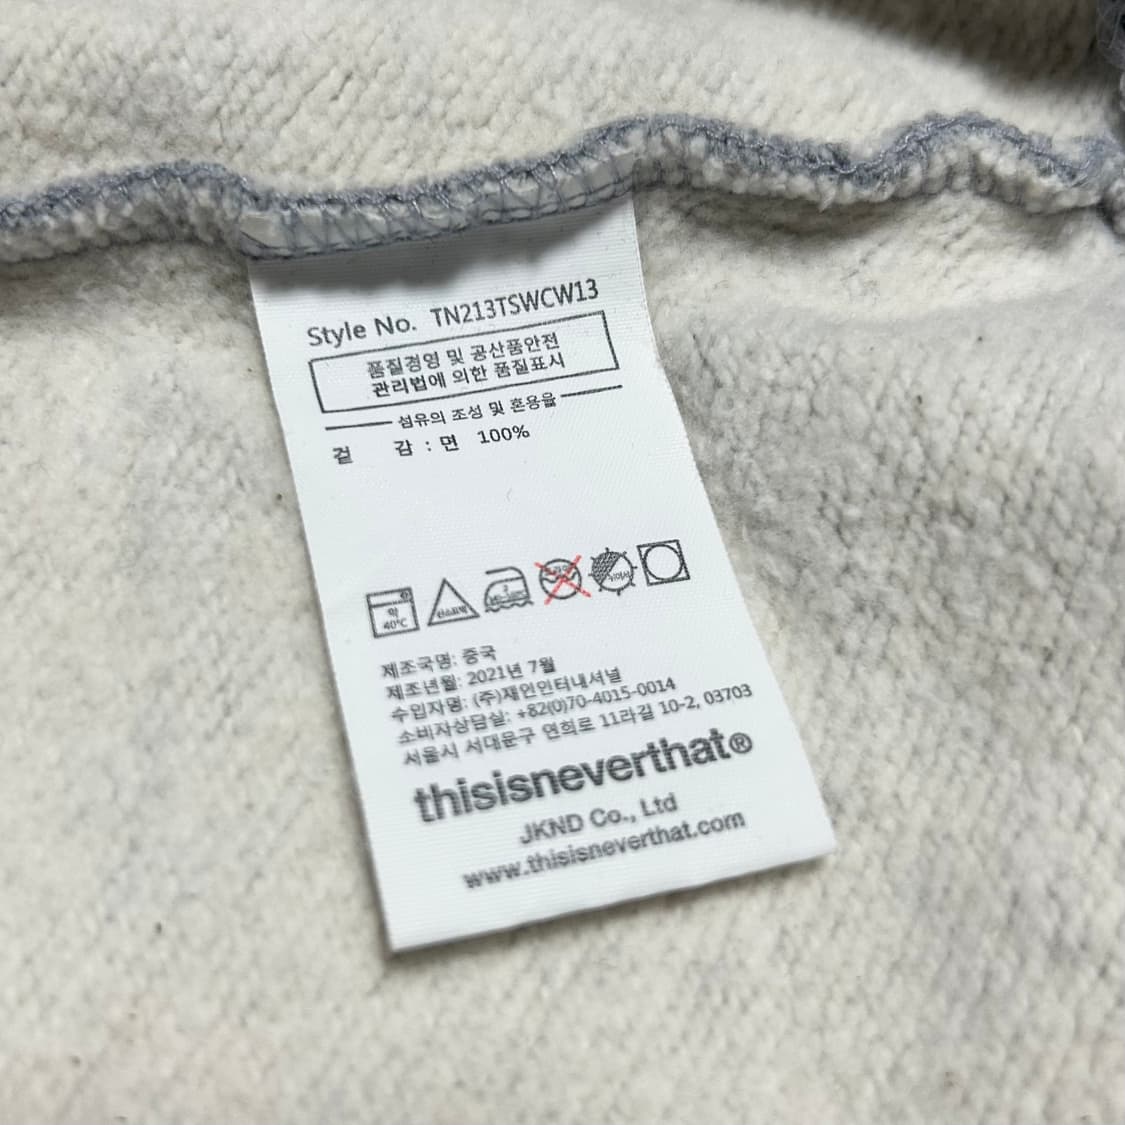 Style No. TN213TSWCW13
품질경영 및 공산품안전
관리법에 의한 품질표시
섬유의 조성 및 혼용율
겉 감 : 면 100%
약 40℃
제조국명: 중국
제조년월: 2021년 7월
수입자명: (주)제인인터내셔널
소비자상담실: +82(0)70-4015-0014
서울시 서대문구 연희로 11라길 10-2, 03703
thisisneverthat®
JKND Co., Ltd
www.thisisneverthat.com